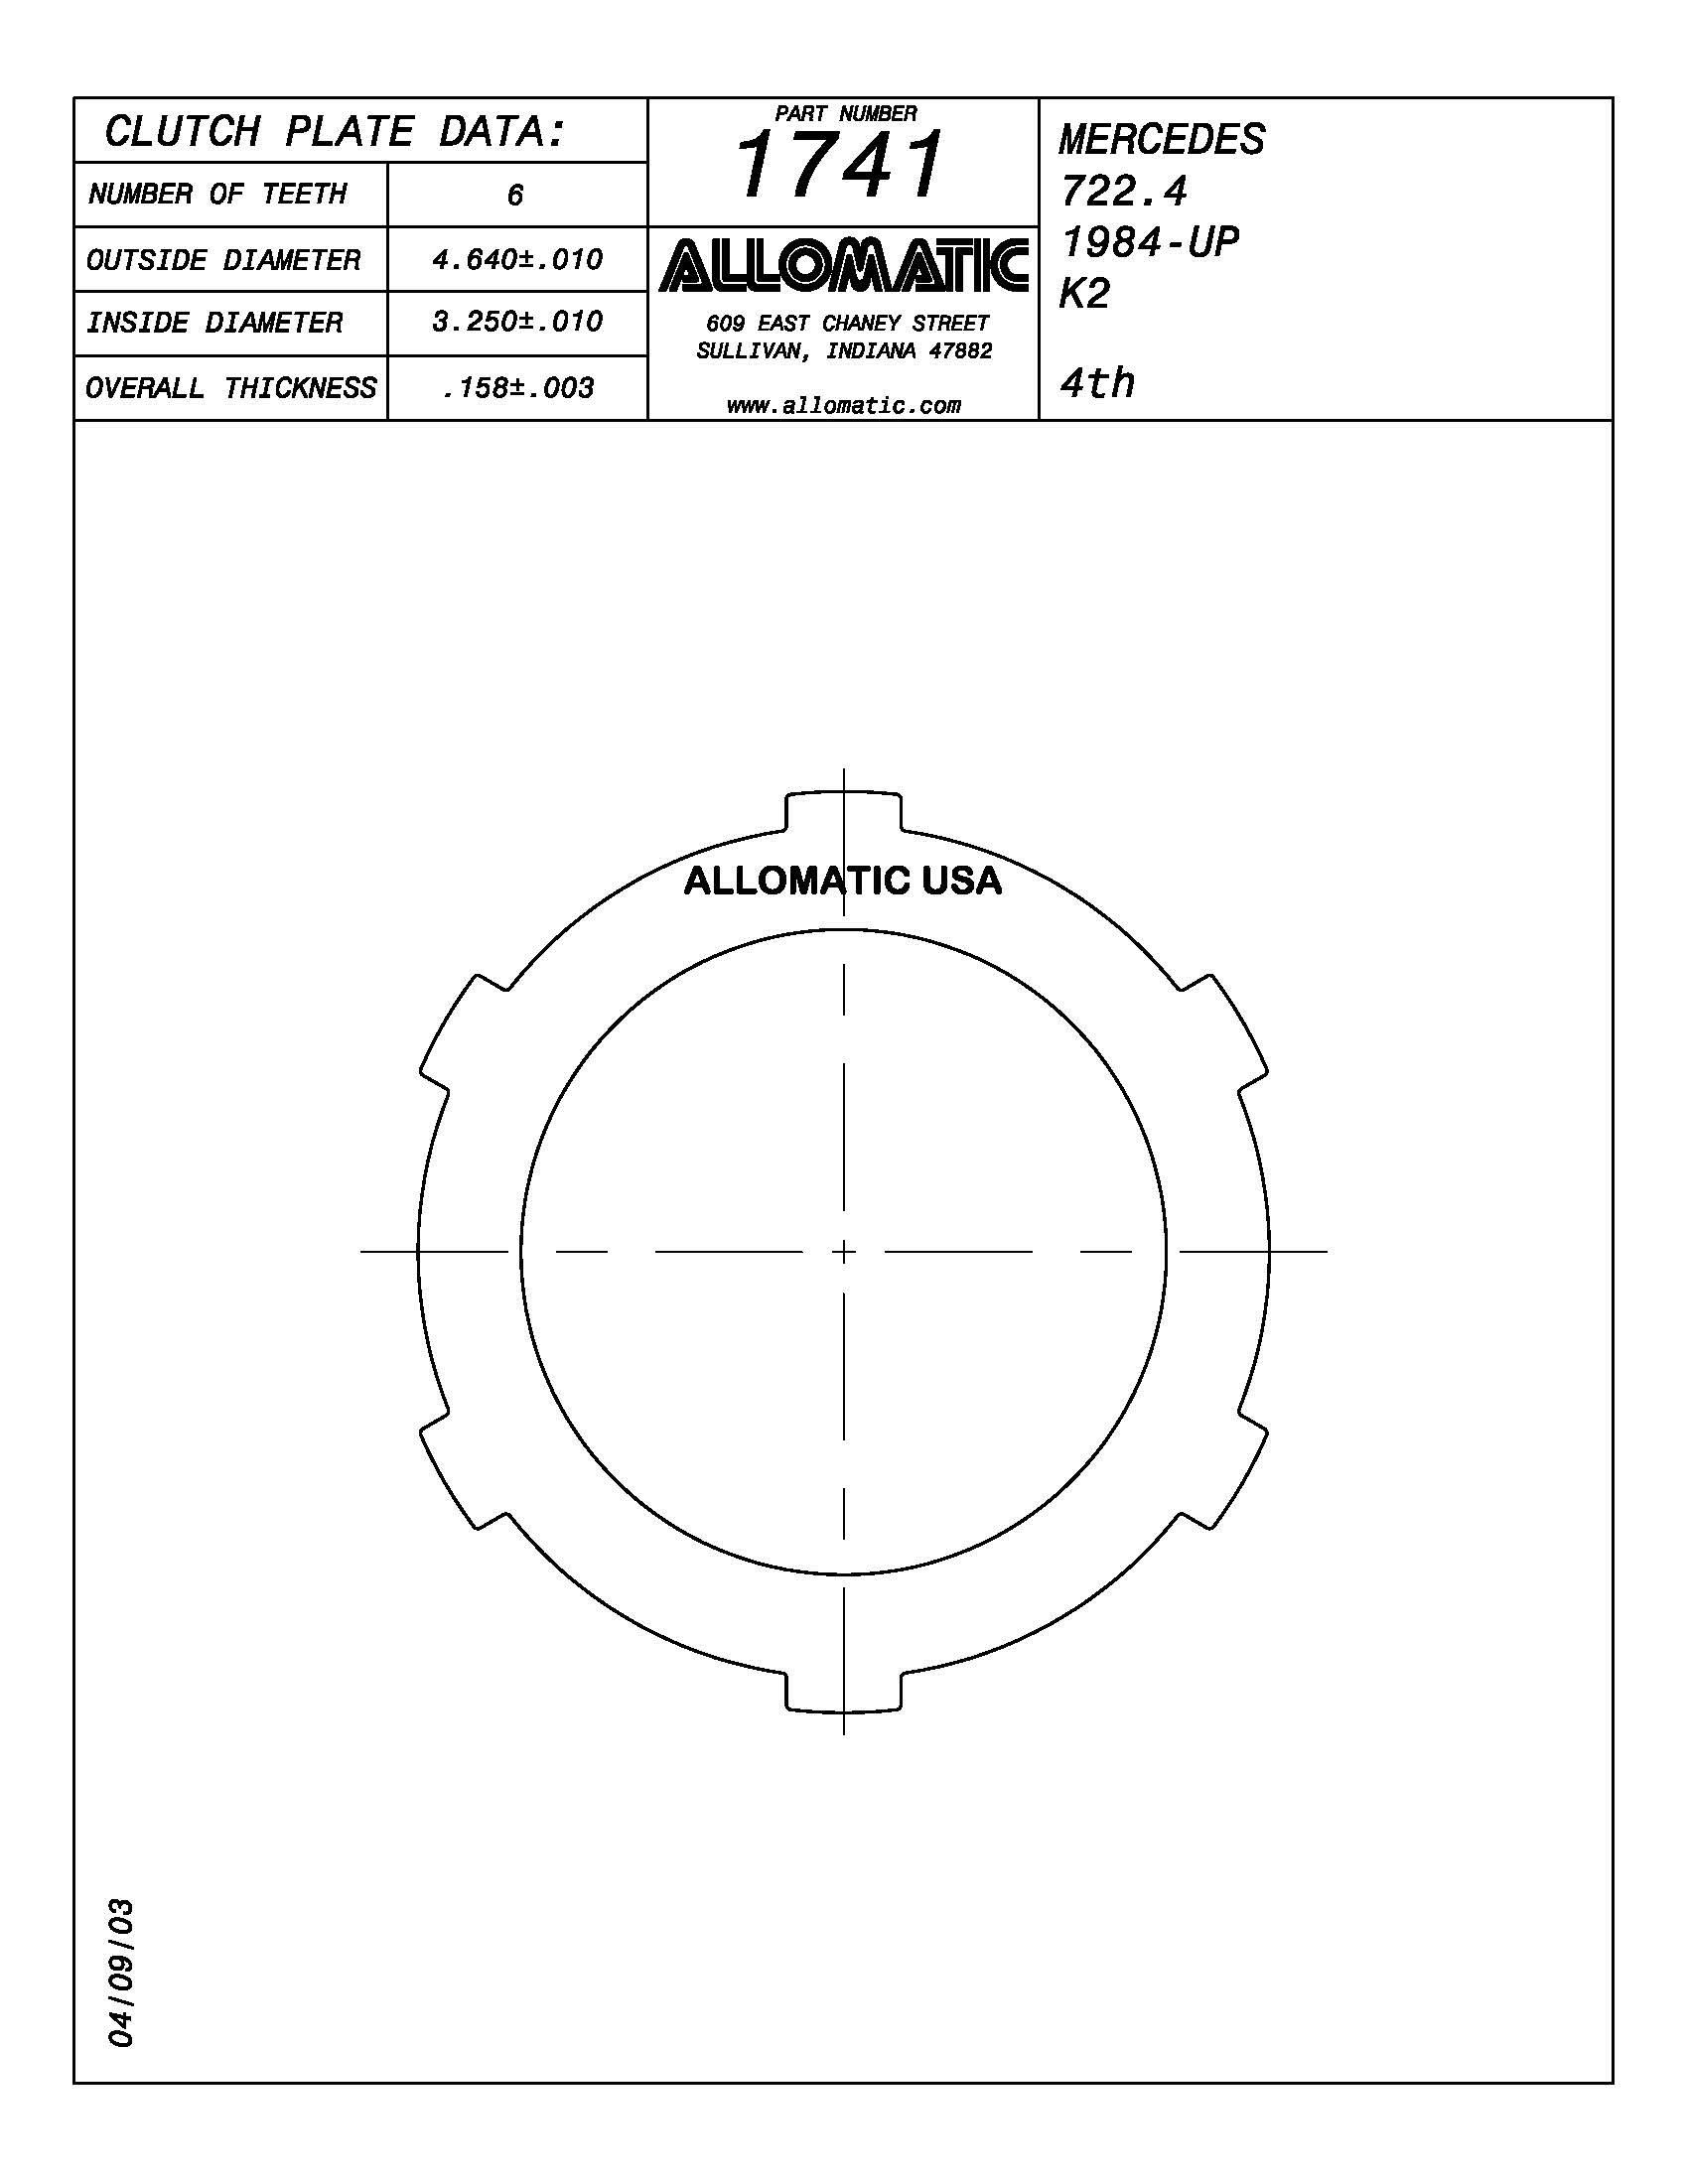 CLUTCH PLATE DATA:
NUMBER OF TEETH 6
OUTSIDE DIAMETER 4.640±.010
INSIDE DIAMETER 3.250±.010
OVERALL THICKNESS .158±.003
PART NUMBER
1741
ALLOMATIC
609 EAST CHANEY STREET
SULLIVAN, INDIANA 47882
www.allomatic.com
MERCEDES
722.4
1984-UP
K2
4th
ALLOMATIC USA
04/09/03